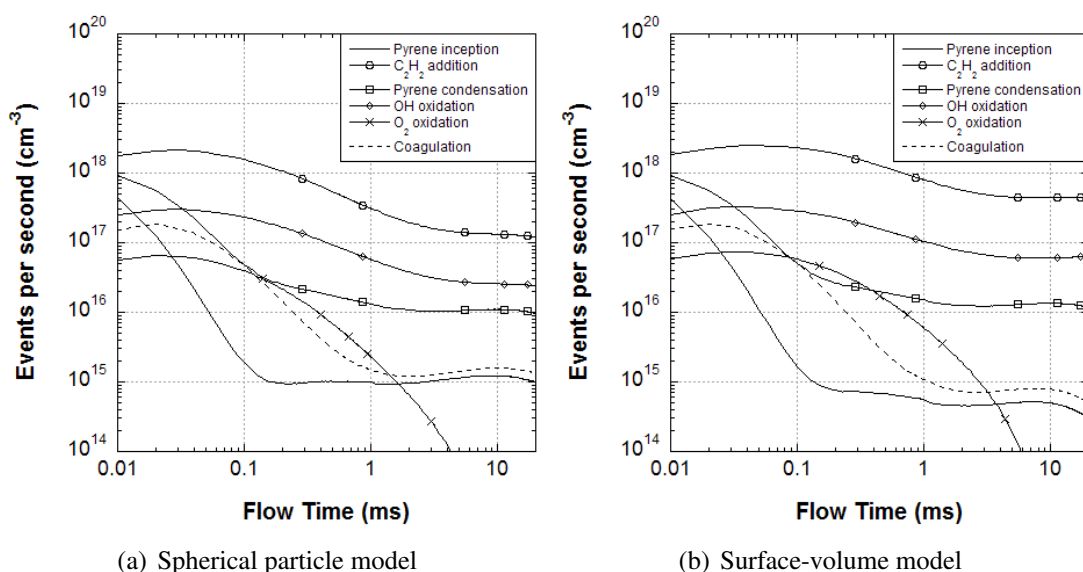 10^20
10^19
10^18
10^17
10^16
10^15
10^14
Events per second (cm^-3)
0.01
0.1
1
10
Flow Time (ms)
Pyrene inception
C_2H_2 addition
Pyrene condensation
OH oxidation
O_2 oxidation
Coagulation
(a) Spherical particle model
10^20
10^19
10^18
10^17
10^16
10^15
10^14
Events per second (cm^-3)
0.01
0.1
1
10
Flow Time (ms)
Pyrene inception
C_2H_2 addition
Pyrene condensation
OH oxidation
O_2 oxidation
Coagulation
(b) Surface-volume model